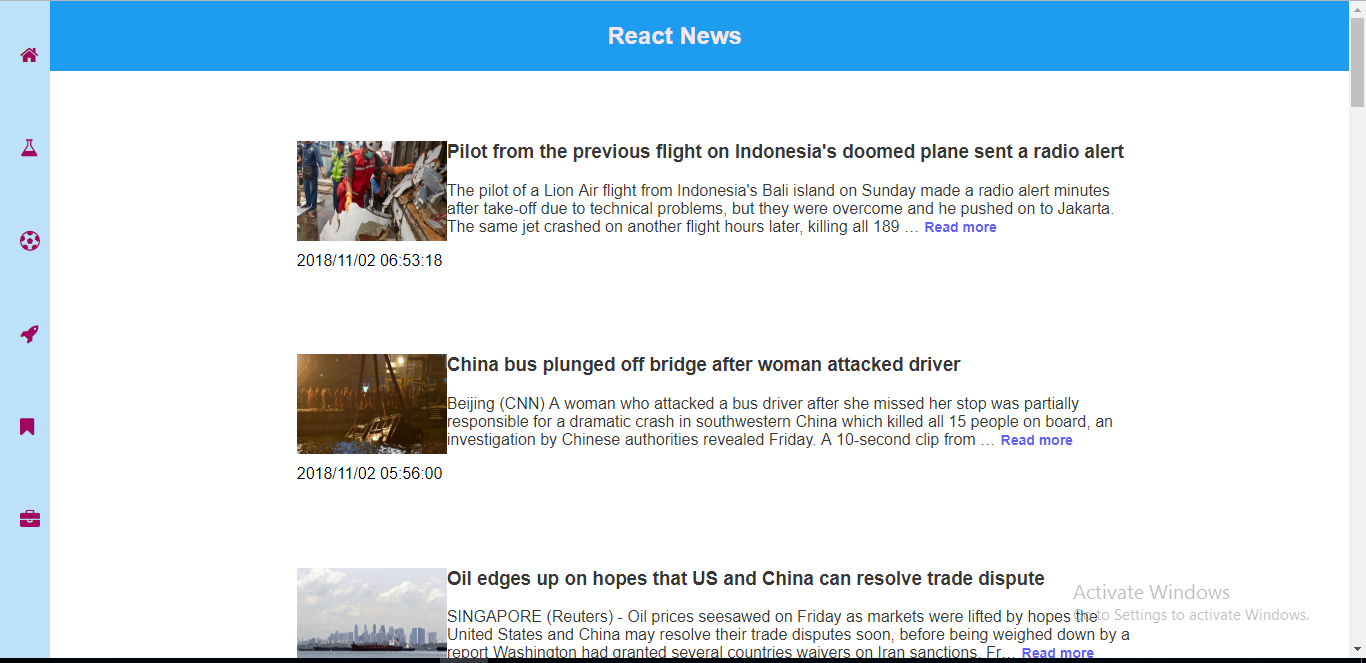 React News
Pilot from the previous flight on Indonesia's doomed plane sent a radio alert
The pilot of a Lion Air flight from Indonesia's Bali island on Sunday made a radio alert minutes
after take-off due to technical problems, but they were overcome and he pushed on to Jakarta.
The same jet crashed on another flight hours later, killing all 189 … Read more
2018/11/02 06:53:18
China bus plunged off bridge after woman attacked driver
Beijing (CNN) A woman who attacked a bus driver after she missed her stop was partially
responsible for a dramatic crash in southwestern China which killed all 15 people on board, an
investigation by Chinese authorities revealed Friday. A 10-second clip from … Read more
2018/11/02 05:56:00
Oil edges up on hopes that US and China can resolve trade dispute
SINGAPORE (Reuters) - Oil prices seesawed on Friday as markets were lifted by hopes the
United States and China may resolve their trade disputes soon, before being weighed down by a
report Washington had granted several countries waivers on Iran sanctions. Fr… Read more
Activate Windows
Go to Settings to activate Windows.